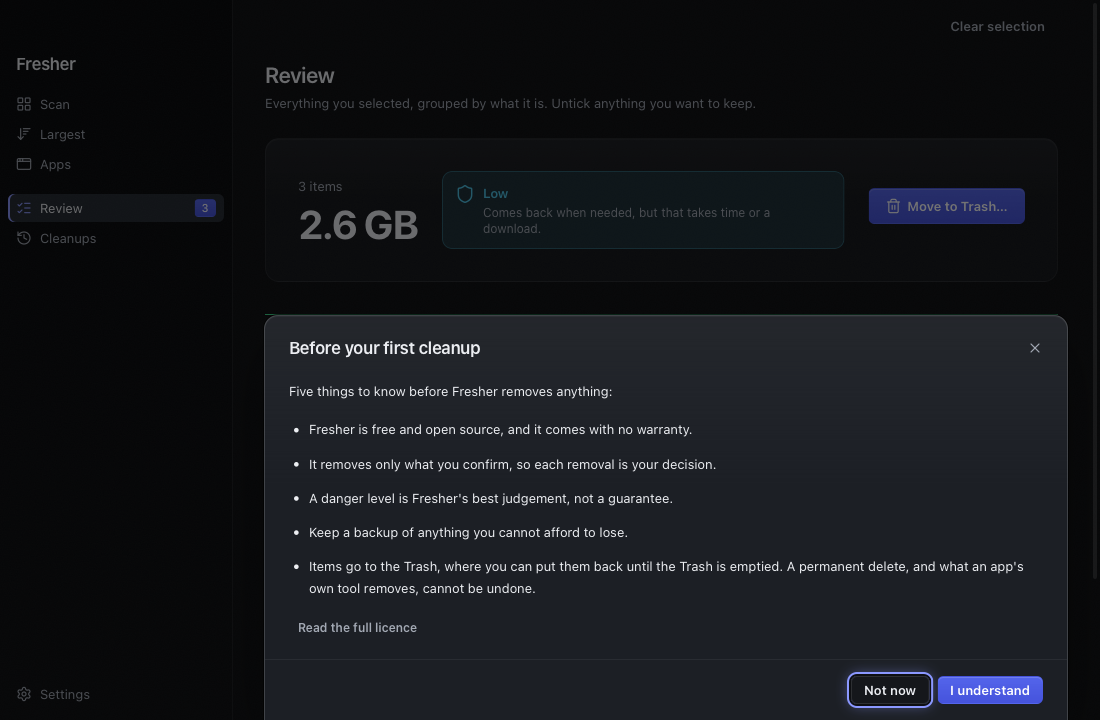 Clear selection
Fresher
Scan
Largest
Apps
Review 3
Cleanups
Settings
Review
Everything you selected, grouped by what it is. Untick anything you want to keep.
3 items
2.6 GB
Low
Comes back when needed, but that takes time or a
download.
Move to Trash...
Before your first cleanup
Five things to know before Fresher removes anything:
• Fresher is free and open source, and it comes with no warranty.
• It removes only what you confirm, so each removal is your decision.
• A danger level is Fresher's best judgement, not a guarantee.
• Keep a backup of anything you cannot afford to lose.
• Items go to the Trash, where you can put them back until the Trash is emptied. A permanent delete, and what an app's
own tool removes, cannot be undone.
Read the full licence
Not now
I understand